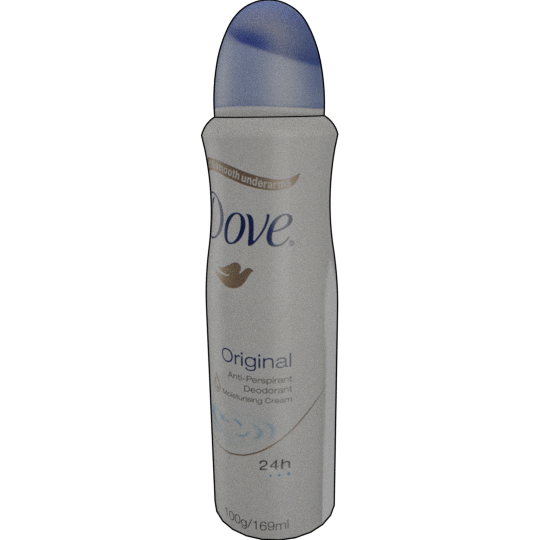 smooth underarms
Dove
Original
Anti-Perspirant
Deodorant
Moisturising Cream
24h
100g/169ml